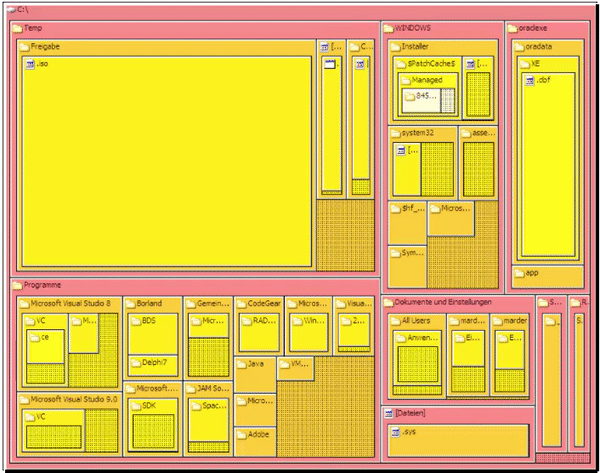 C:\
Temp
Freigabe
.iso
[...
C...
[
WINDOWS
Installer
$PatchCache$
Managed
845...
[...
system32
[...
asse...
$hf_...
Micros...
Sym...
oraclexe
oradata
XE
.dbf
app
Programme
Microsoft Visual Studio 8
VC
ce
M...
Microsoft Visual Studio 9.0
VC
Borland
BDS
Delphi7
Microsoft....
SDK
Gemein...
Micr...
JAM So...
Spac...
CodeGear
RAD...
Java
Micro...
Adobe
Micros...
Win...
VM...
Visua...
2...
Dokumente und Einstellungen
All Users
Anwen...
mard...
Ei...
marder
E...
[Dateien]
.sys
S...
R...
S.